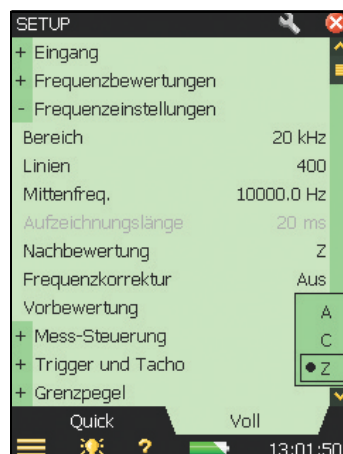 SETUP
+ Eingang
+ Frequenzbewertungen
- Frequenzeinstellungen
Bereich 20 kHz
Linien 400
Mittenfreq. 10000.0 Hz
Aufzeichnungslänge 20 ms
Nachbewertung Z
Frequenzkorrektur Aus
Vorbewertung A
+ Mess-Steuerung C
+ Trigger und Tacho Z
+ Grenzpegel
Quick Voll
? 13:01:50